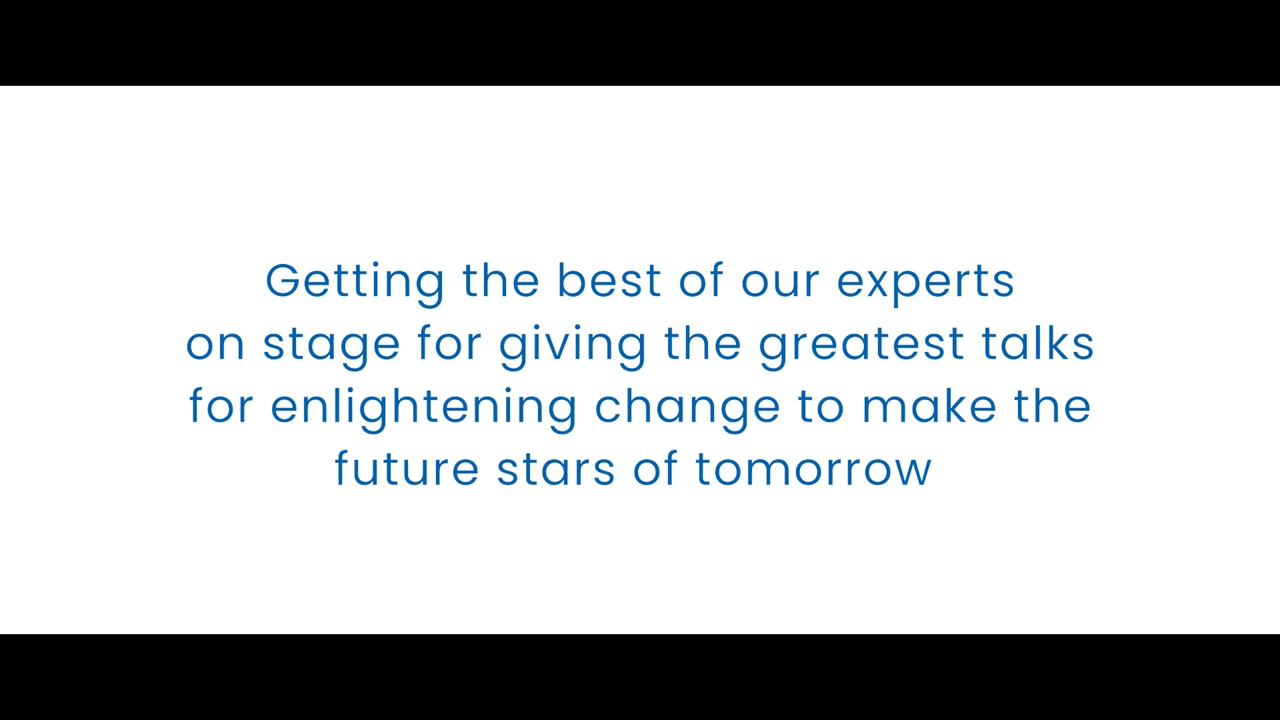 Getting the best of our experts
on stage for giving the greatest talks
for enlightening change to make the
future stars of tomorrow